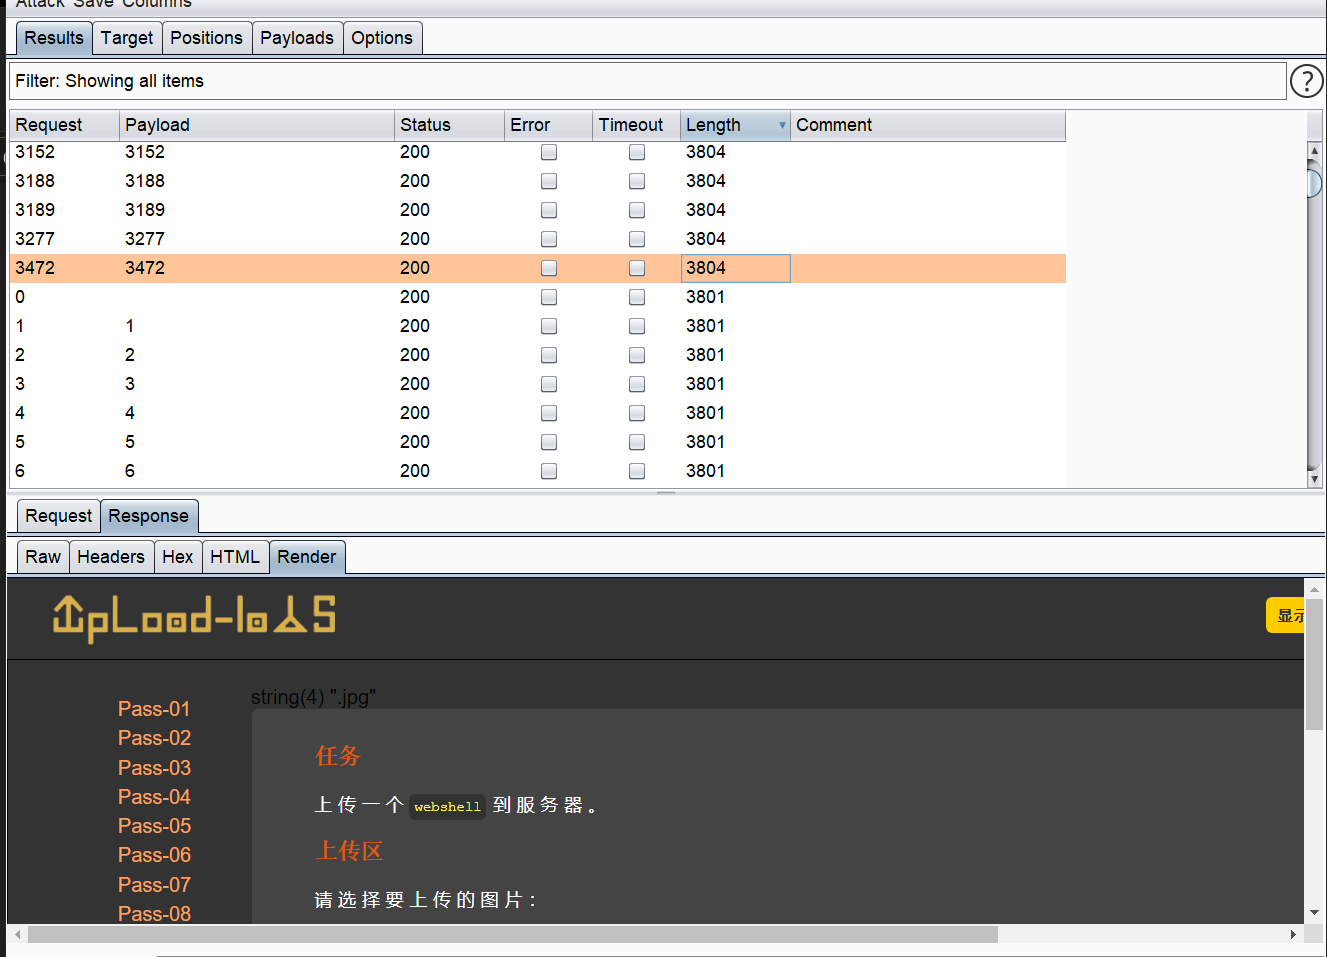 Attack Save Columns
Results Target Positions Payloads Options
Filter: Showing all items
?
Request Payload Status Error Timeout Length Comment
3152 3152 200 3804
3188 3188 200 3804
3189 3189 200 3804
3277 3277 200 3804
3472 3472 200 3804
0 200 3801
1 1 200 3801
2 2 200 3801
3 3 200 3801
4 4 200 3801
5 5 200 3801
6 6 200 3801
Request Response
Raw Headers Hex HTML Render
UpLoad-labs
显示
Pass-01
Pass-02
Pass-03
Pass-04
Pass-05
Pass-06
Pass-07
Pass-08
string(4) ".jpg"
任务
上传一个 webshell 到服务器。
上传区
请选择要上传的图片：